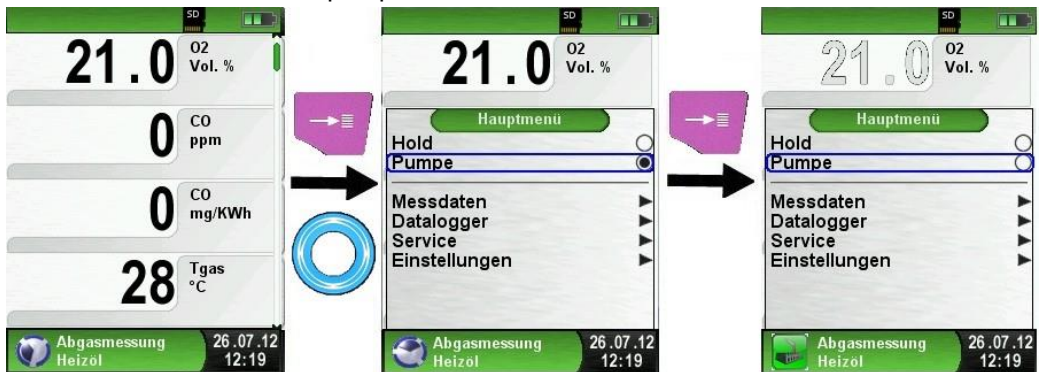 SD
21.0 O2
Vol. %
0 CO
ppm
0 CO
mg/KWh
28 Tgas
°C
Abgasmessung 26.07.12
Heizöl 12:19
SD
21.0 O2
Vol. %
Hauptmenü
Hold
Pumpe
Messdaten
Datalogger
Service
Einstellungen
Abgasmessung 26.07.12
Heizöl 12:19
SD
21.0 O2
Vol. %
Hauptmenü
Hold
Pumpe
Messdaten
Datalogger
Service
Einstellungen
Abgasmessung 26.07.12
Heizöl 12:19